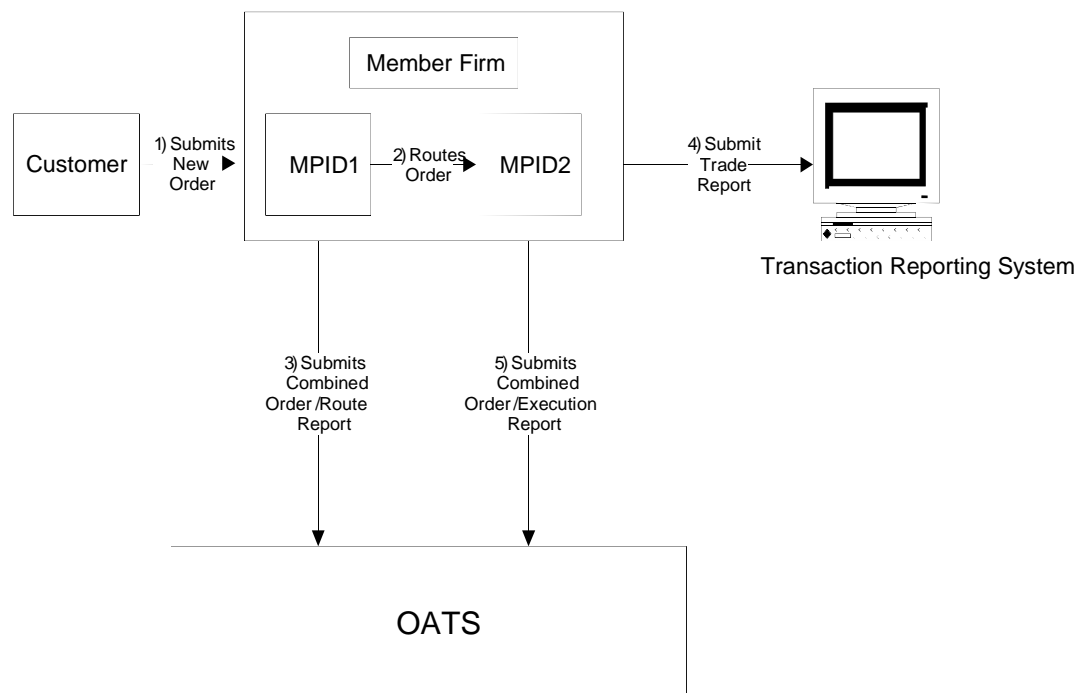 Member Firm
Customer
1) Submits
New
Order
MPID1
2) Routes
Order
MPID2
4) Submit
Trade
Report
Transaction Reporting System
3) Submits
Combined
Order/Route
Report
5) Submits
Combined
Order/Execution
Report
OATS